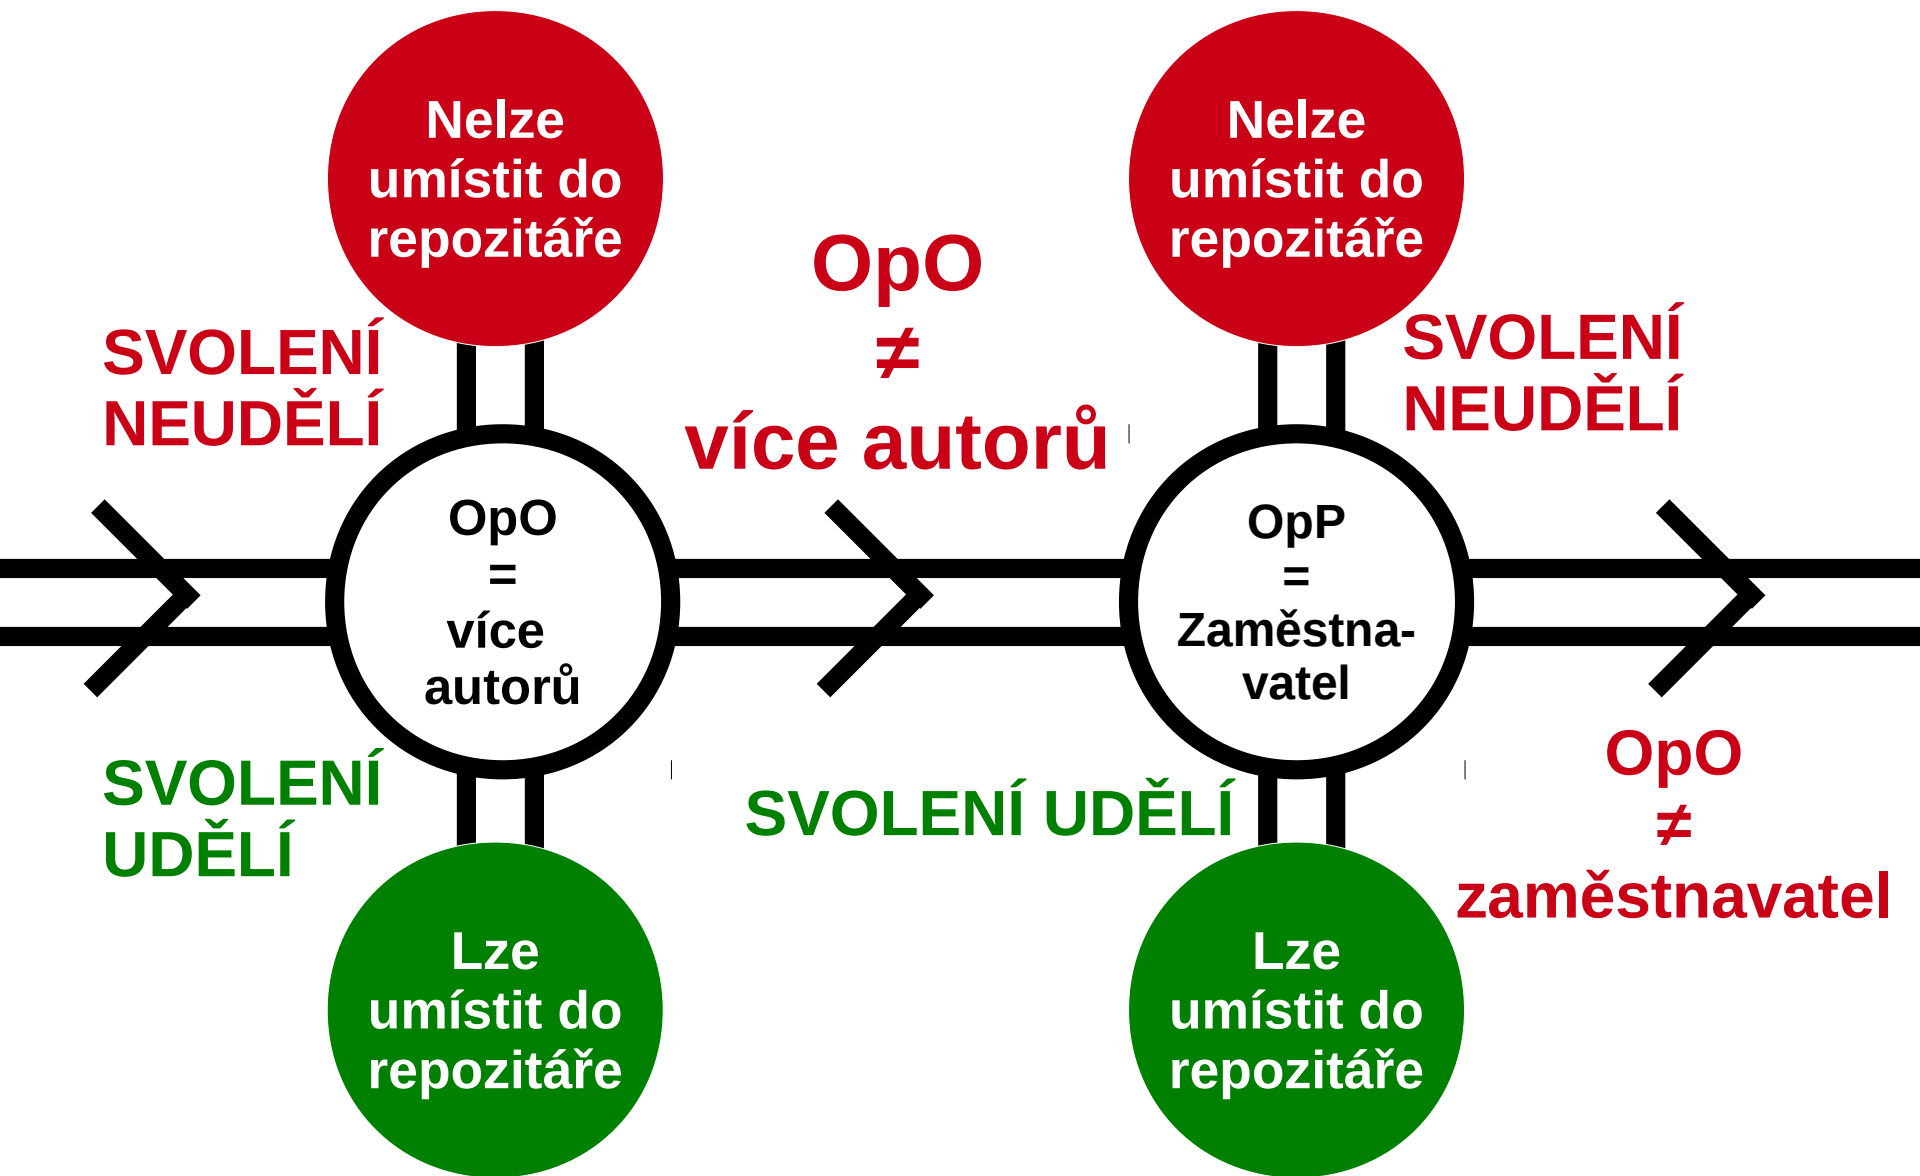 Nelze
umístit do
repozitáře
Nelze
umístit do
repozitáře
OpO
≠
více autorů
SVOLENÍ
NEUDĚLÍ
SVOLENÍ
NEUDĚLÍ
OpO
=
více
autorů
OpP
=
Zaměstna-
vatel
SVOLENÍ
UDĚLÍ
SVOLENÍ UDĚLÍ
OpO
≠
zaměstnavatel
Lze
umístit do
repozitáře
Lze
umístit do
repozitáře